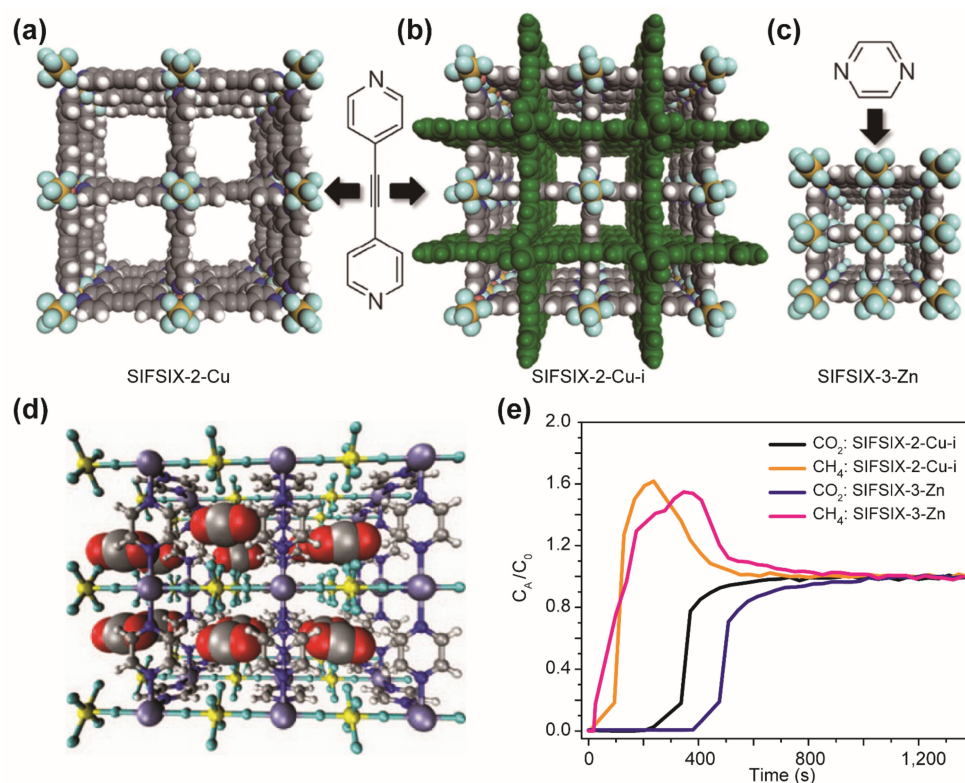 (a)
(b)
(c)
N
N
N
N
SIFSIX-2-Cu
SIFSIX-2-Cu-i
SIFSIX-3-Zn
(d)
(e)
2.0
1.6
1.2
0.8
0.4
0.0
C_A/C_0
CO₂: SIFSIX-2-Cu-i
CH₄: SIFSIX-2-Cu-i
CO₂: SIFSIX-3-Zn
CH₄: SIFSIX-3-Zn
0
400
800
1,200
Time (s)